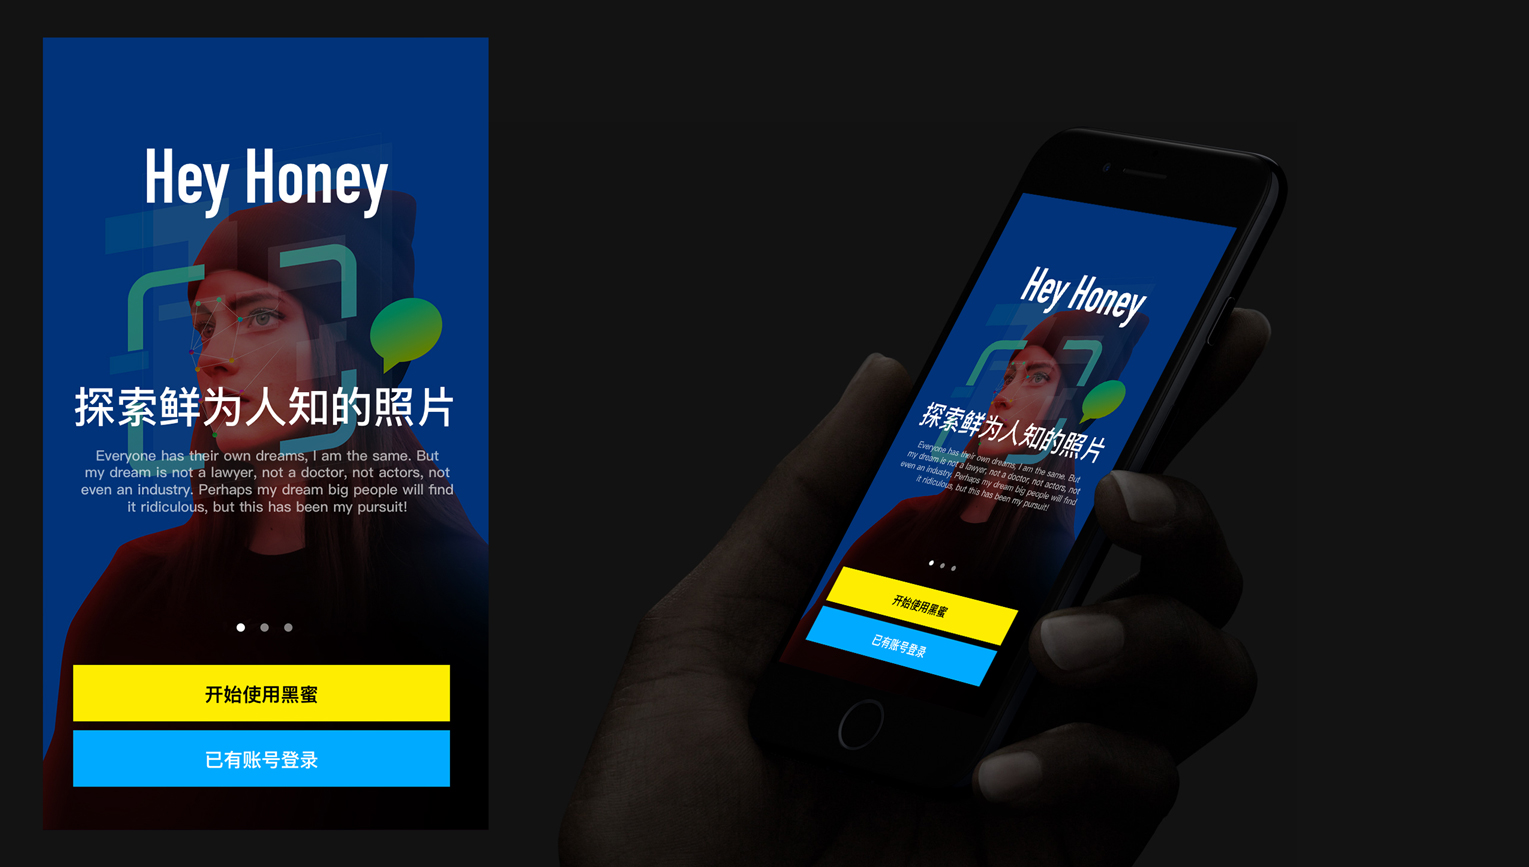 Hey Honey
探索鲜为人知的照片
Everyone has their own dreams, I am the same. But
my dream is not a lawyer, not a doctor, not actors, not
even an industry. Perhaps my dream big people will find
it ridiculous, but this has been my pursuit!
开始使用黑蜜
已有账号登录
Hey Honey
探索鲜为人知的照片
Everyone has their own dreams, I am the same. But
my dream is not a lawyer, not a doctor, not actors, not
even an industry. Perhaps my dream big people will find
it ridiculous, but this has been my pursuit!
开始使用黑蜜
已有账号登录